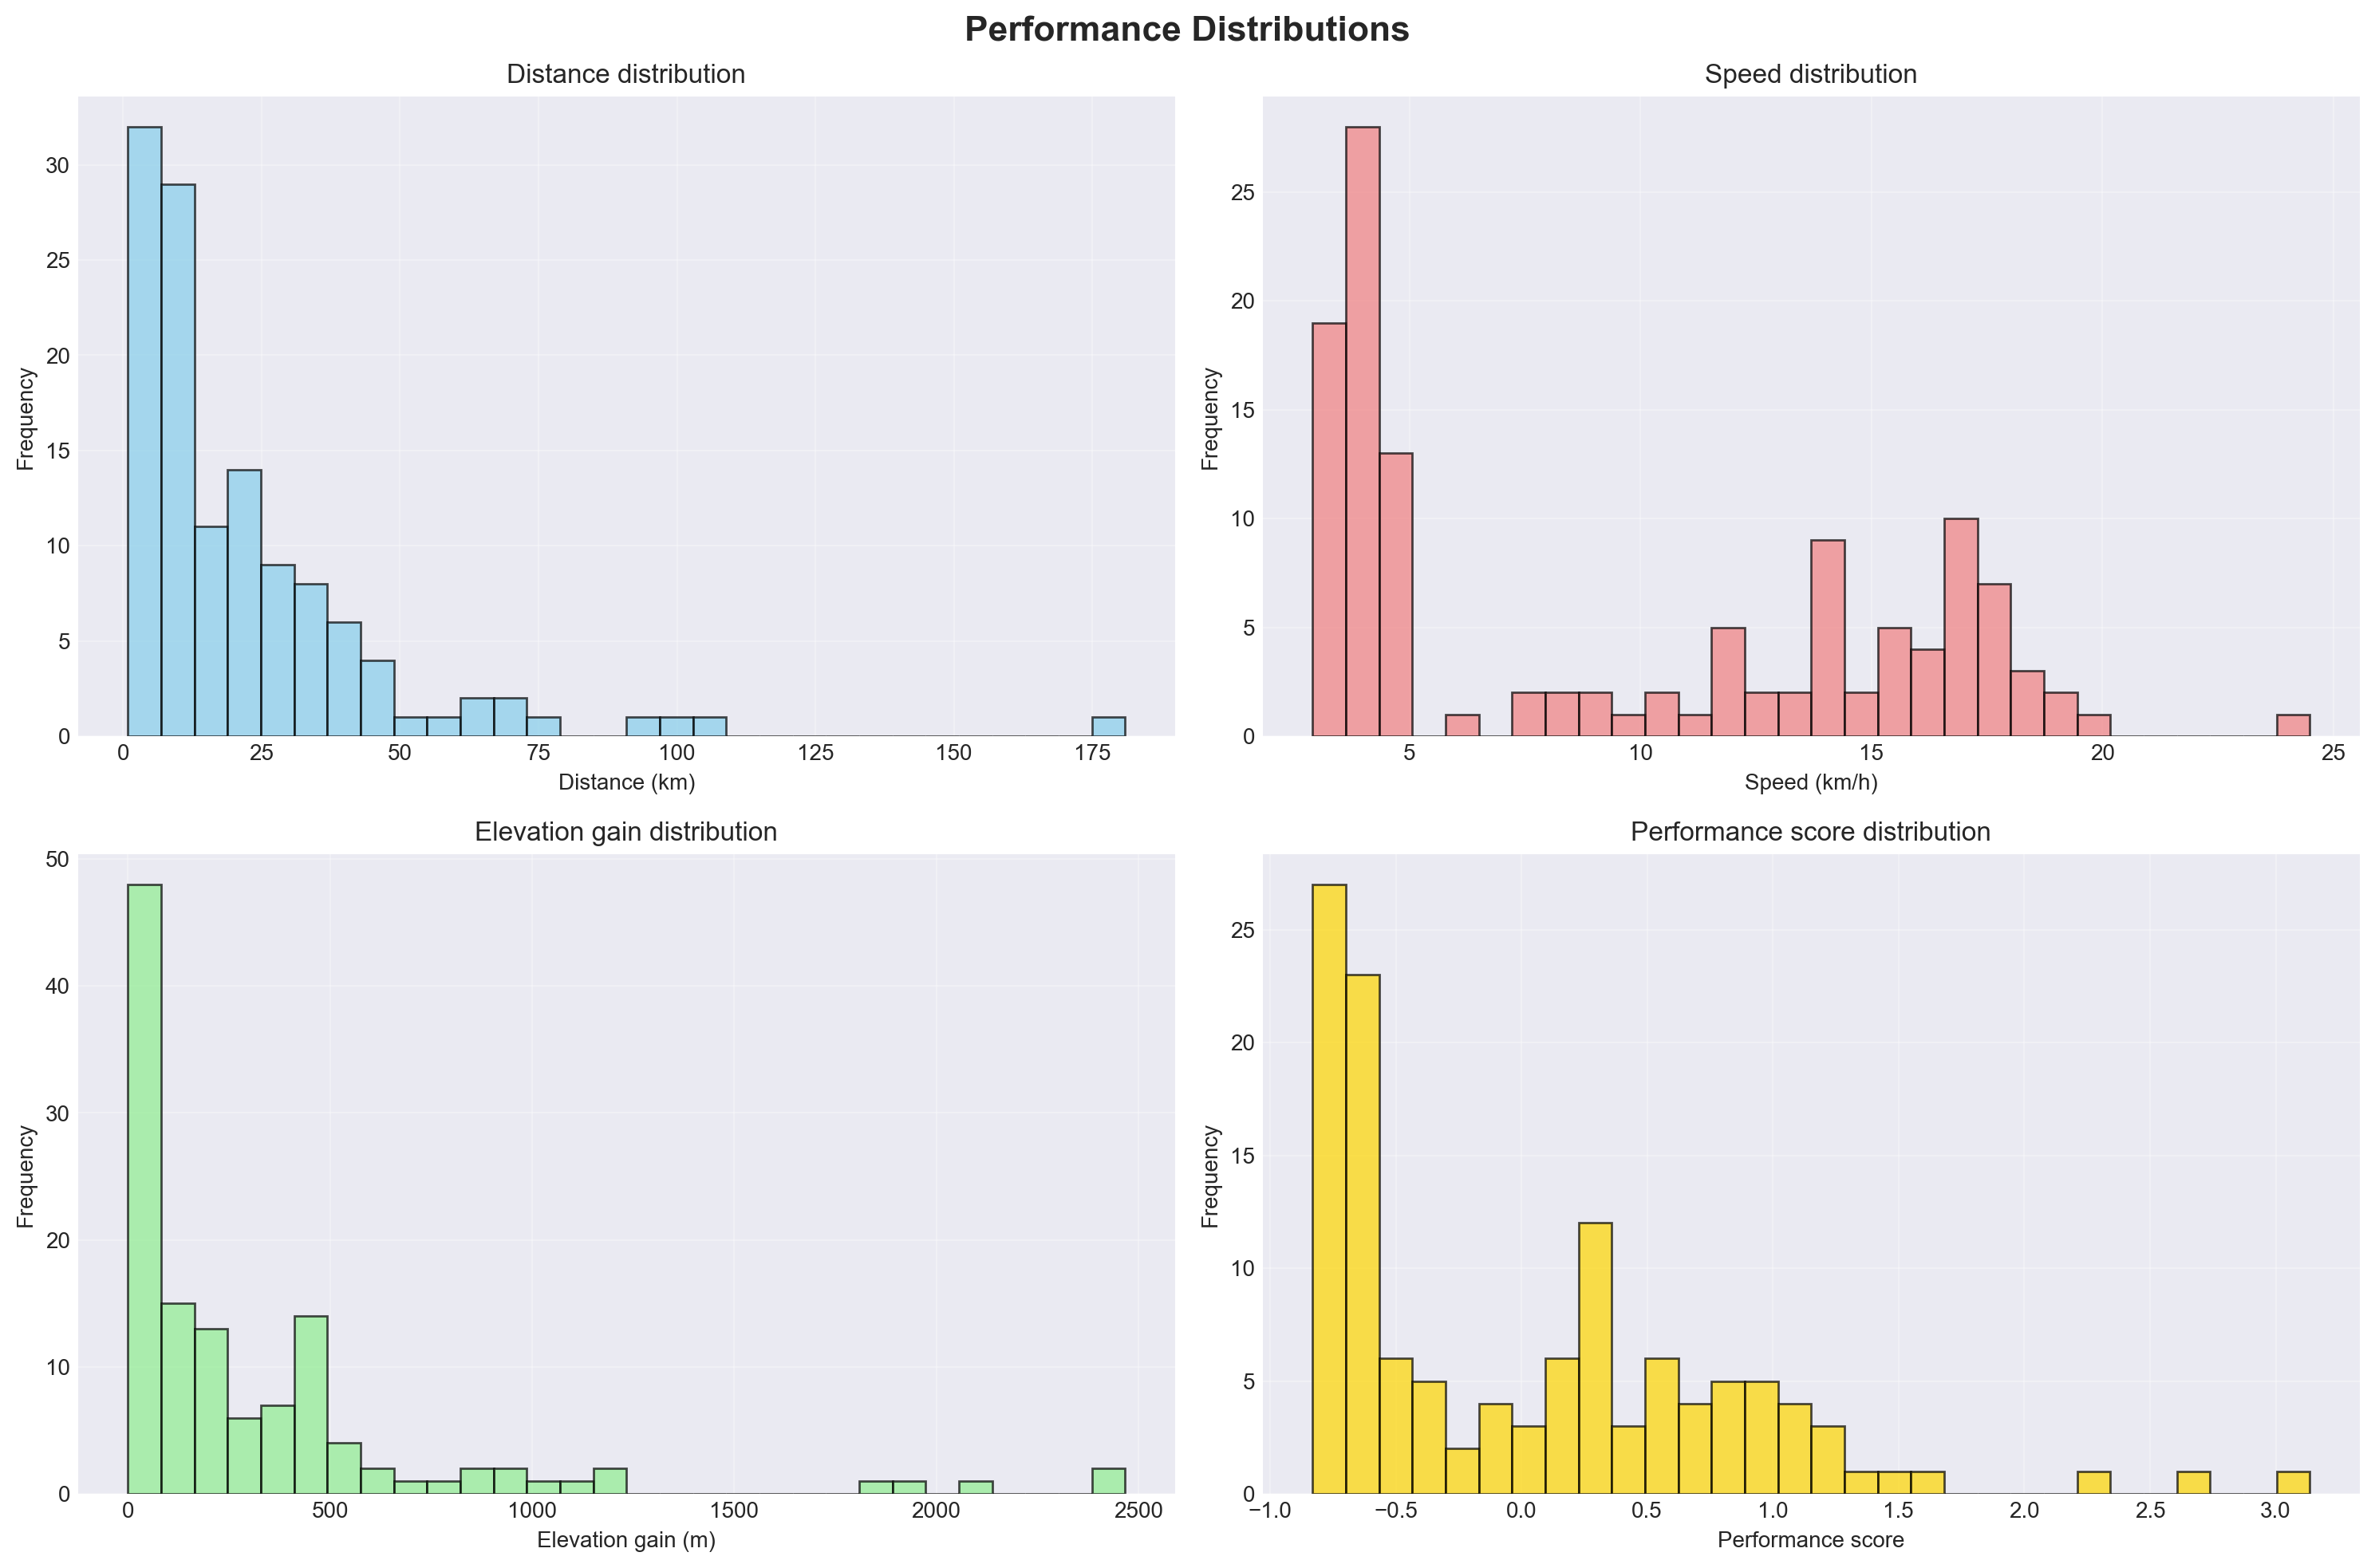 Performance Distributions
Distance distribution
Frequency
30
25
20
15
10
5
0
0 25 50 75 100 125 150 175
Distance (km)
Speed distribution
Frequency
25
20
15
10
5
0
5 10 15 20 25
Speed (km/h)
Elevation gain distribution
Frequency
50
40
30
20
10
0
0 500 1000 1500 2000 2500
Elevation gain (m)
Performance score distribution
Frequency
25
20
15
10
5
0
−1.0 −0.5 0.0 0.5 1.0 1.5 2.0 2.5 3.0
Performance score